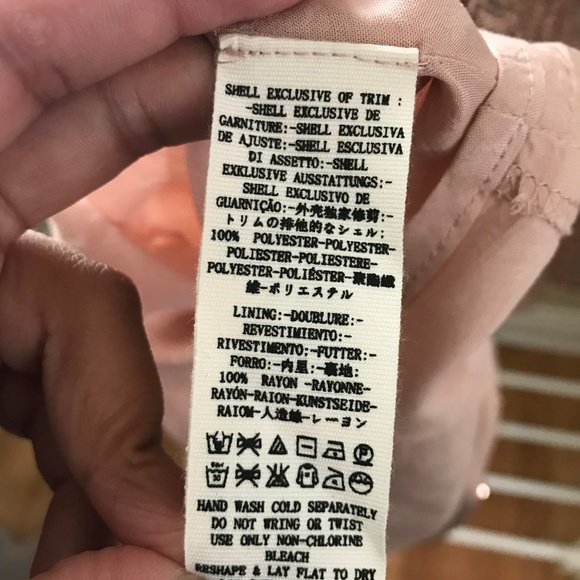 SHELL EXCLUSIVE OF TRIM :
-SHELL EXCLUSIVE DE
GARNITURE:-SHELL EXCLUSIVA
DE AJUSTE:-SHELL ESCLUSIVA
DI ASSETTO:-SHELL
EXKLUSIVE AUSSTATTUNGS:-
SHELL EXCLUSIVO DE
GUARNIÇÃO:-外壳独家修剪:-
トリムの排他的なシェル:
100% POLYESTER-POLYESTER-
POLIESTER-POLIESTERE-
POLYESTER-POLIÉSTER-聚酯纖
維-ポリエステル
LINING:-DOUBLURE:-
REVESTIMIENTO:-
RIVESTIMENTO:-FUTTER:-
FORRO:-内里:-裏地:
100% RAYON -RAYONNE-
RAYÓN-RAION-KUNSTSEIDE-
RAIOM-人造絲-レーヨン
30
HAND WASH COLD SEPARATELY
DO NOT WRING OR TWIST
USE ONLY NON-CHLORINE
BLEACH
RESHAPE & LAY FLAT TO DRY